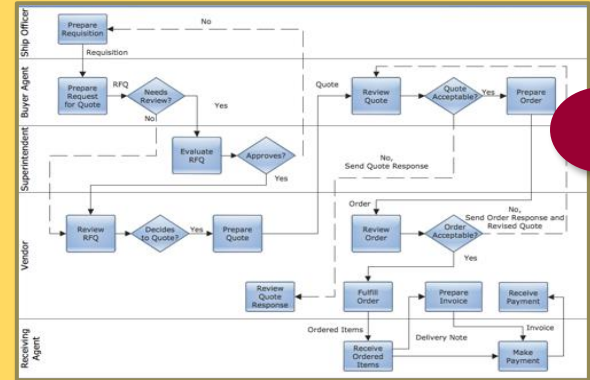 Ship Officer
Prepare
Requisition
No
Requisition
Buyer Agent
Prepare
Request
for Quote
RFQ
Needs
Review?
Yes
No
Quote
Review
Quote
Quote
Acceptable?
Yes
Prepare
Order
Superintendent
Evaluate
RFQ
Approves?
Yes
No,
Send Quote Response
Vendor
Review
RFQ
Decides
to Quote?
Yes
Prepare
Quote
Order
Review
Order
Order
Acceptable?
No,
Send Order Response and
Revised Quote
Yes
Review
Quote
Response
Fulfill
Order
Prepare
Invoice
Receive
Payment
Receiving
Agent
Ordered Items
Receive
Ordered
Items
Delivery Note
Invoice
Make
Payment